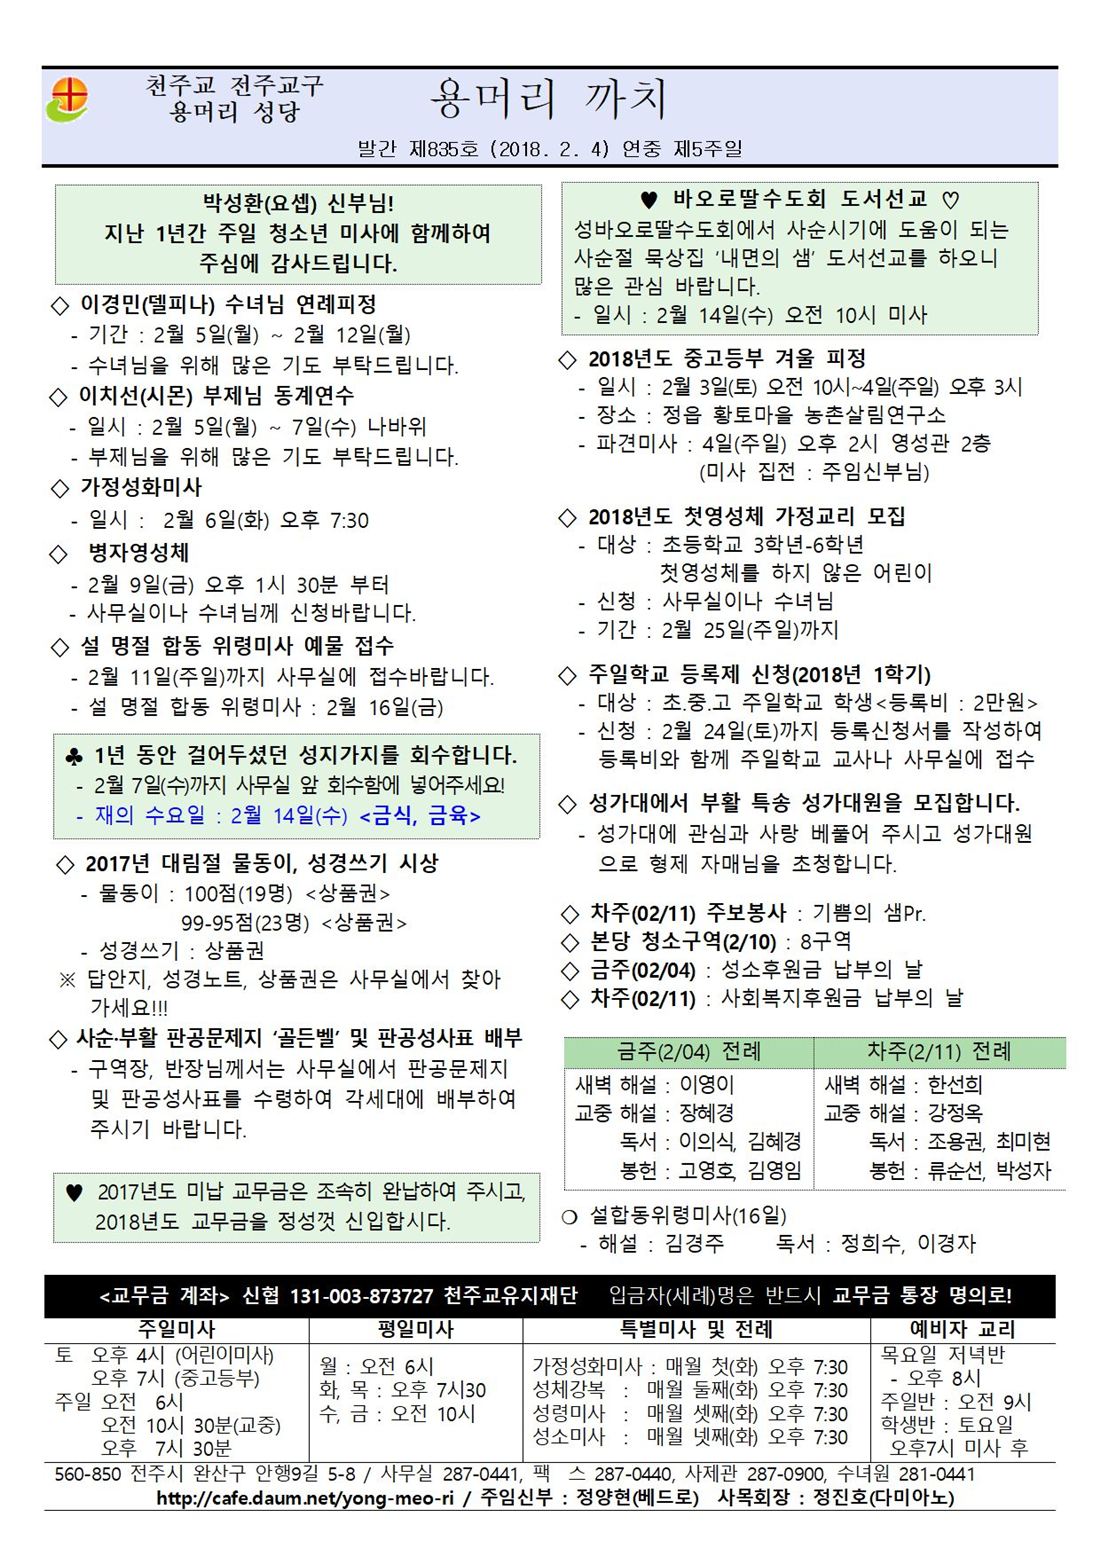 천주교 전주교구
용머리 성당
용머리 까치
발간 제835호 (2018. 2. 4) 연중 제5주일
박성환(요셉) 신부님!
지난 1년간 주일 청소년 미사에 함께하여
주심에 감사드립니다.
◇ 이경민(델피나) 수녀님 연례피정
- 기간 : 2월 5일(월) ~ 2월 12일(월)
- 수녀님을 위해 많은 기도 부탁드립니다.
◇ 이치선(시몬) 부제님 동계연수
- 일시 : 2월 5일(월) ~ 7일(수) 나바위
- 부제님을 위해 많은 기도 부탁드립니다.
◇ 가정성화미사
- 일시 : 2월 6일(화) 오후 7:30
◇ 병자영성체
- 2월 9일(금) 오후 1시 30분 부터
- 사무실이나 수녀님께 신청바랍니다.
◇ 설 명절 합동 위령미사 예물 접수
- 2월 11일(주일)까지 사무실에 접수바랍니다.
- 설 명절 합동 위령미사 : 2월 16일(금)
♣ 1년 동안 걸어두셨던 성지가지를 회수합니다.
- 2월 7일(수)까지 사무실 앞 회수함에 넣어주세요!
- 재의 수요일 : 2월 14일(수) <금식, 금육>
◇ 2017년 대림절 물동이, 성경쓰기 시상
- 물동이 : 100점(19명) <상품권>
99-95점(23명) <상품권>
- 성경쓰기 : 상품권
※ 답안지, 성경노트, 상품권은 사무실에서 찾아
가세요!!!
◇ 사순·부활 판공문제지 ‘골든벨’ 및 판공성사표 배부
- 구역장, 반장님께서는 사무실에서 판공문제지
및 판공성사표를 수령하여 각세대에 배부하여
주시기 바랍니다.
♥ 2017년도 미납 교무금은 조속히 완납하여 주시고,
2018년도 교무금을 정성껏 신입합시다.
♥ 바오로딸수도회 도서선교 ♡
성바오로딸수도회에서 사순시기에 도움이 되는
사순절 묵상집 ‘내면의 샘’ 도서선교를 하오니
많은 관심 바랍니다.
- 일시 : 2월 14일(수) 오전 10시 미사
◇ 2018년도 중고등부 겨울 피정
- 일시 : 2월 3일(토) 오전 10시~4일(주일) 오후 3시
- 장소 : 정읍 황토마을 농촌살림연구소
- 파견미사 : 4일(주일) 오후 2시 영성관 2층
(미사 집전 : 주임신부님)
◇ 2018년도 첫영성체 가정교리 모집
- 대상 : 초등학교 3학년-6학년
첫영성체를 하지 않은 어린이
- 신청 : 사무실이나 수녀님
- 기간 : 2월 25일(주일)까지
◇ 주일학교 등록제 신청(2018년 1학기)
- 대상 : 초.중.고 주일학교 학생<등록비 : 2만원>
- 신청 : 2월 24일(토)까지 등록신청서를 작성하여
등록비와 함께 주일학교 교사나 사무실에 접수
◇ 성가대에서 부활 특송 성가대원을 모집합니다.
- 성가대에 관심과 사랑 베풀어 주시고 성가대원
으로 형제 자매님을 초청합니다.
◇ 차주(02/11) 주보봉사 : 기쁨의 샘Pr.
◇ 본당 청소구역(2/10) : 8구역
◇ 금주(02/04) : 성소후원금 납부의 날
◇ 차주(02/11) : 사회복지후원금 납부의 날
금주(2/04) 전례 차주(2/11) 전례
새벽 해설 : 이영이 새벽 해설 : 한선희
교중 해설 : 장혜경 교중 해설 : 강정옥
독서 : 이의식, 김혜경 독서 : 조용권, 최미현
봉헌 : 고영호, 김영임 봉헌 : 류순선, 박성자
❍ 설합동위령미사(16일)
- 해설 : 김경주 독서 : 정희수, 이경자
<교무금 계좌> 신협 131-003-873727 천주교유지재단 입금자(세례)명은 반드시 교무금 통장 명의로!
주일미사 평일미사 특별미사 및 전례 예비자 교리
토 오후 4시 (어린이미사)
오후 7시 (중고등부)
주일 오전 6시
오전 10시 30분(교중)
오후 7시 30분
월 : 오전 6시
화, 목 : 오후 7시30
수, 금 : 오전 10시
가정성화미사 : 매월 첫(화) 오후 7:30
성체강복 : 매월 둘째(화) 오후 7:30
성령미사 : 매월 셋째(화) 오후 7:30
성소미사 : 매월 넷째(화) 오후 7:30
목요일 저녁반
- 오후 8시
주일반 : 오전 9시
학생반 : 토요일
오후7시 미사 후
560-850 전주시 완산구 안행9길 5-8 / 사무실 287-0441, 팩 스 287-0440, 사제관 287-0900, 수녀원 281-0441
http://cafe.daum.net/yong-meo-ri / 주임신부 : 정양현(베드로) 사목회장 : 정진호(다미아노)